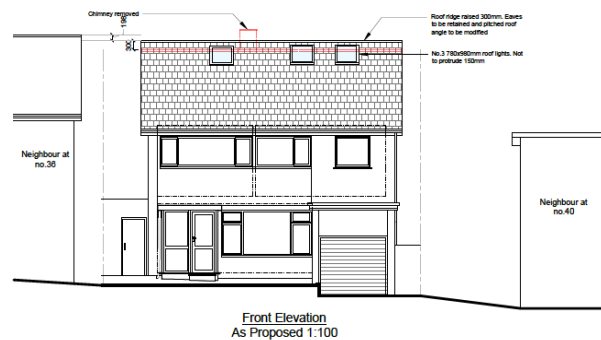 Chimney removed
198
300
Roof ridge raised 300mm. Eaves
to be retained and pitched roof
angle to be modified
No.3 780x980mm roof lights. Not
to protrude 150mm
Neighbour at
no.36
Neighbour at
no.40
Front Elevation
As Proposed 1:100